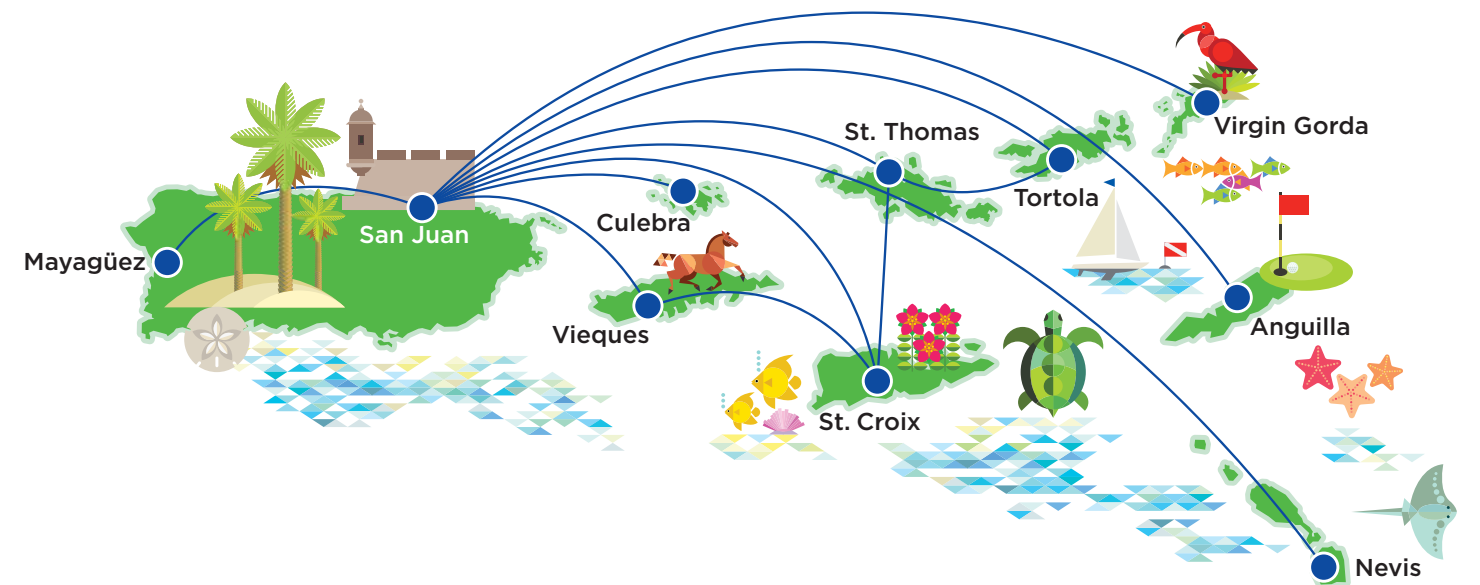 Virgin Gorda
St. Thomas
Tortola
Culebra
San Juan
Mayagüez
Vieques
Anguilla
St. Croix
Nevis